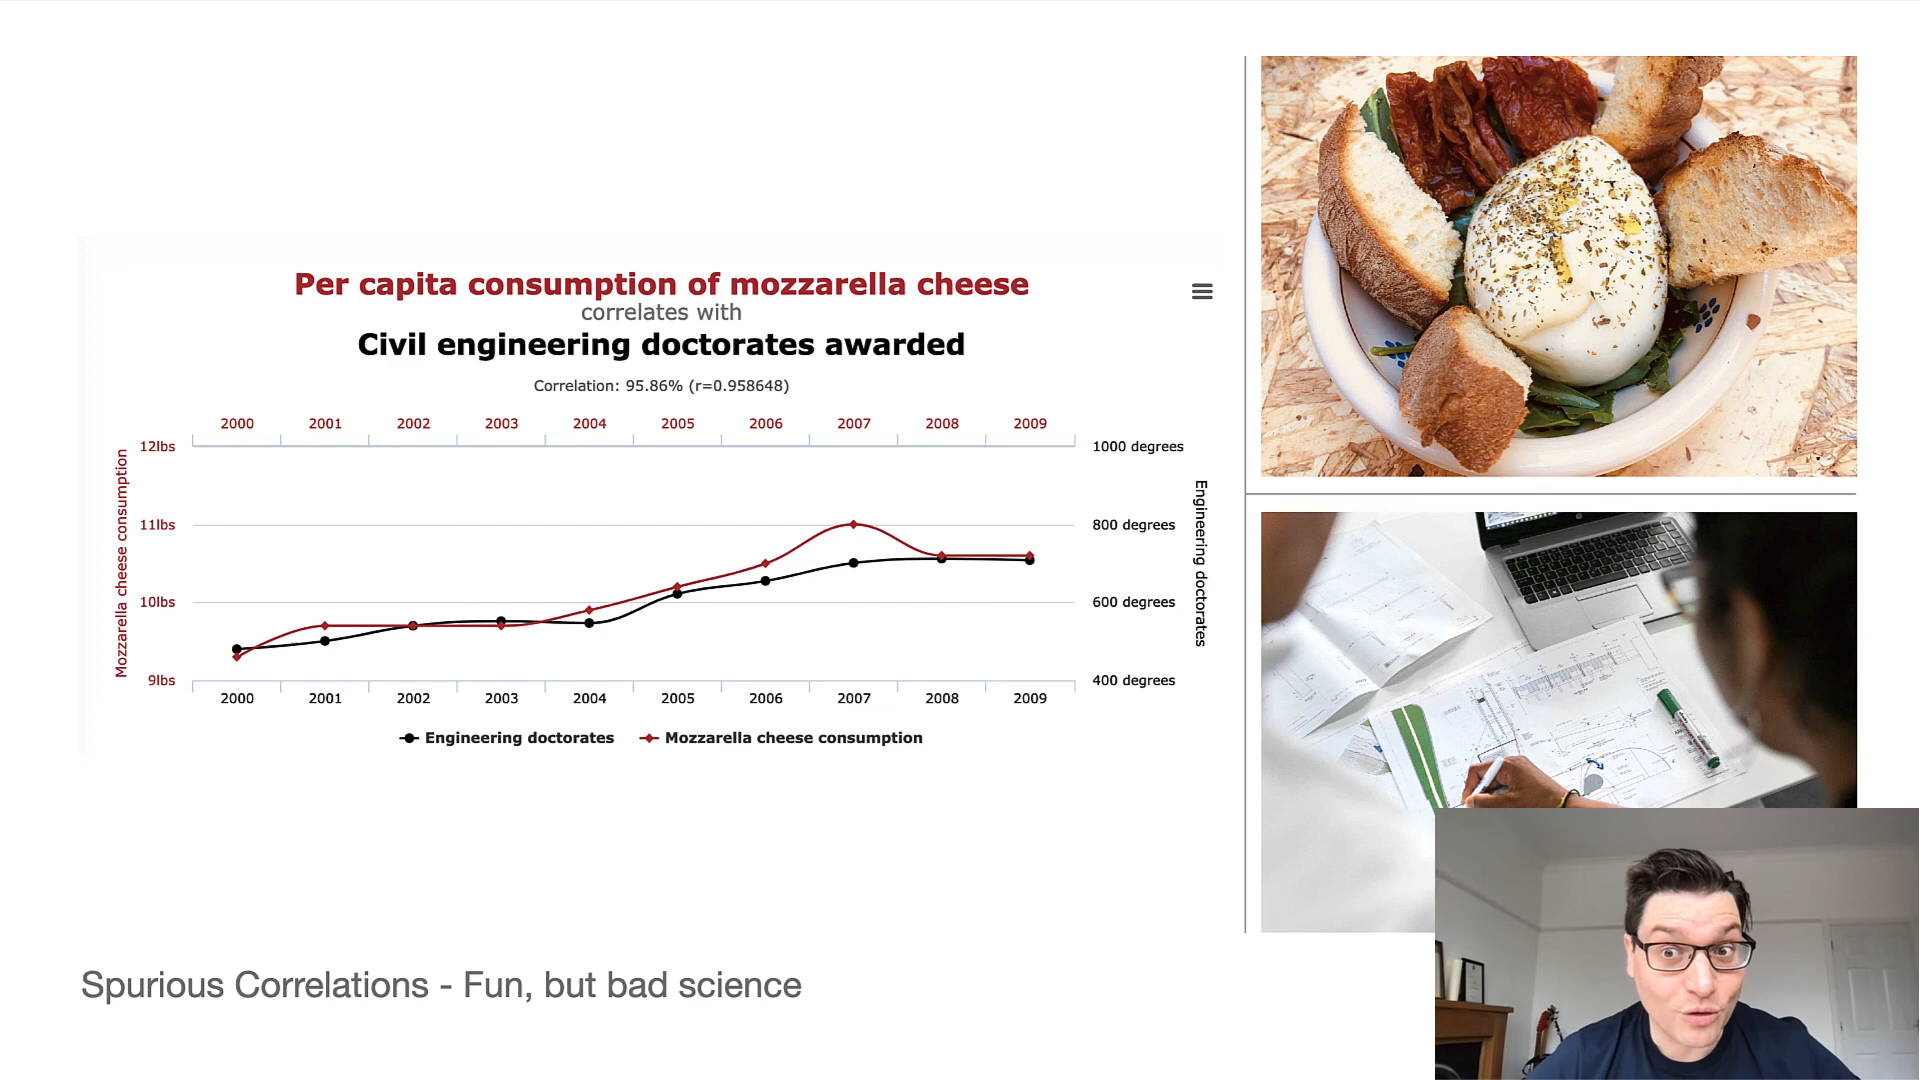 Per capita consumption of mozzarella cheese
correlates with
Civil engineering doctorates awarded
Correlation: 95.86% (r=0.958648)
2000 2001 2002 2003 2004 2005 2006 2007 2008 2009
12lbs
11lbs
10lbs
9lbs
Mozzarella cheese consumption
1000 degrees
800 degrees
600 degrees
400 degrees
Engineering doctorates
2000 2001 2002 2003 2004 2005 2006 2007 2008 2009
Engineering doctorates Mozzarella cheese consumption
Spurious Correlations - Fun, but bad science